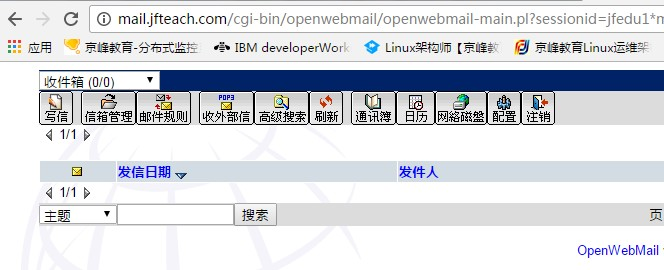 mail.jfteach.com/cgi-bin/openwebmail/openwebmail-main.pl?sessionid=jfedu1*m
应用 京峰教育-分布式监控 IBM developerWork Linux架构师【京峰 京峰教育Linux运维架
收件箱 (0/0)
POP3
写信 信箱管理 邮件规则 收外部信 高级搜索 刷新 通讯簿 日历 网络磁盘 配置 注销
1/1
发信日期 发件人
1/1
主题 搜索 页
OpenWebMail